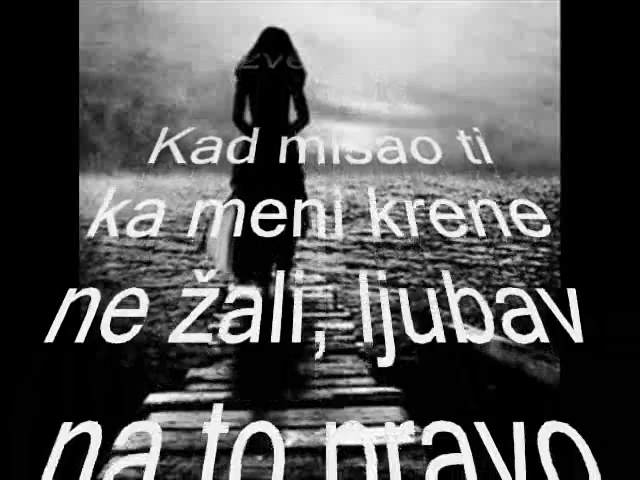 Kad misao ti
ka meni krene
ne žali, ljubav
na to pravo